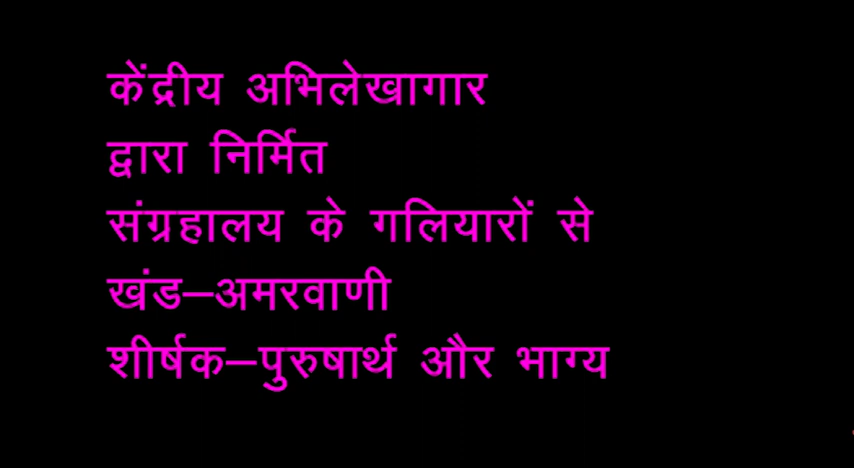 केंद्रीय अभिलेखागार
द्वारा निर्मित
संग्रहालय के गलियारों से
खंड–अमरवाणी
शीर्षक–पुरुषार्थ और भाग्य